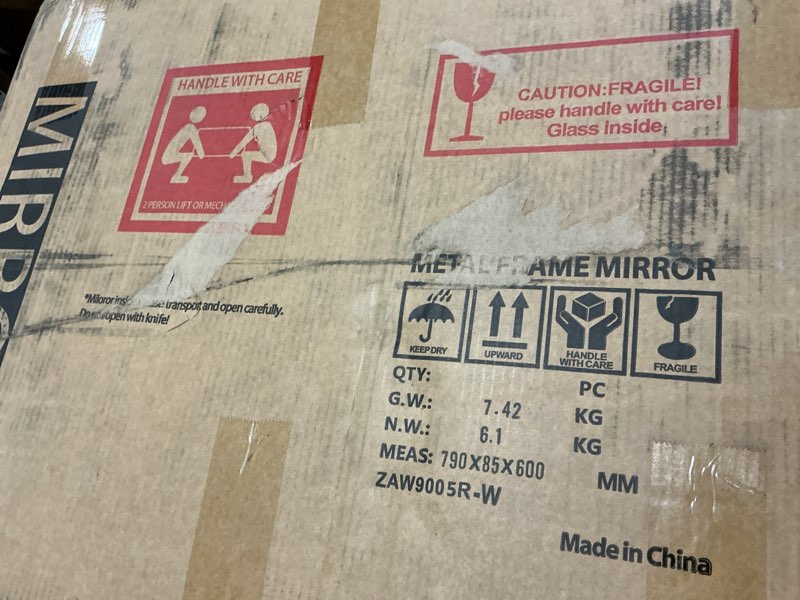 HANDLE WITH CARE
2 PERSON LIFT OR
CAUTION:FRAGILE!
please handle with care!
Glass inside.
METAL FRAME MIRROR
KEEP DRY
UPWARD
HANDLE
WITH CARE
FRAGILE
QTY: PC
G.W.: 7.42 KG
N.W.: 6.1 KG
MEAS: 790X85X600 MM
ZAW9005R-W
Made in China
transport and open carefully.
open with knife!